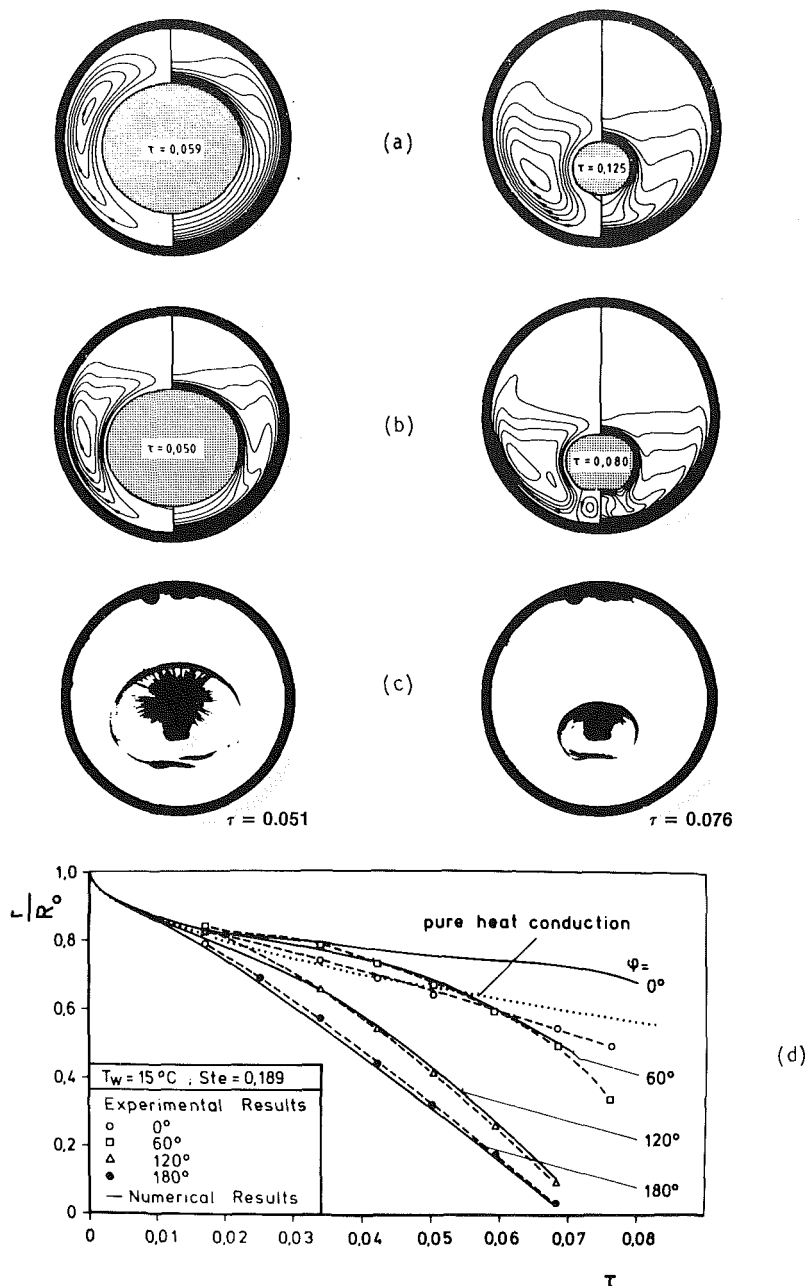 τ = 0,059
(a)
τ = 0,125
τ = 0,050
(b)
τ = 0,080
(c)
τ = 0.051
τ = 0.076
1,0
r
R₀
0,8
pure heat conduction
φ =
0°
0,6
(d)
T_W = 15 °C ; Ste = 0,189
60°
0,4
Experimental Results
0°
60°
120°
0,2
120°
180°
180°
Numerical Results
0
0 0,01 0,02 0,03 0,04 0,05 0,06 0,07 0,08
τ